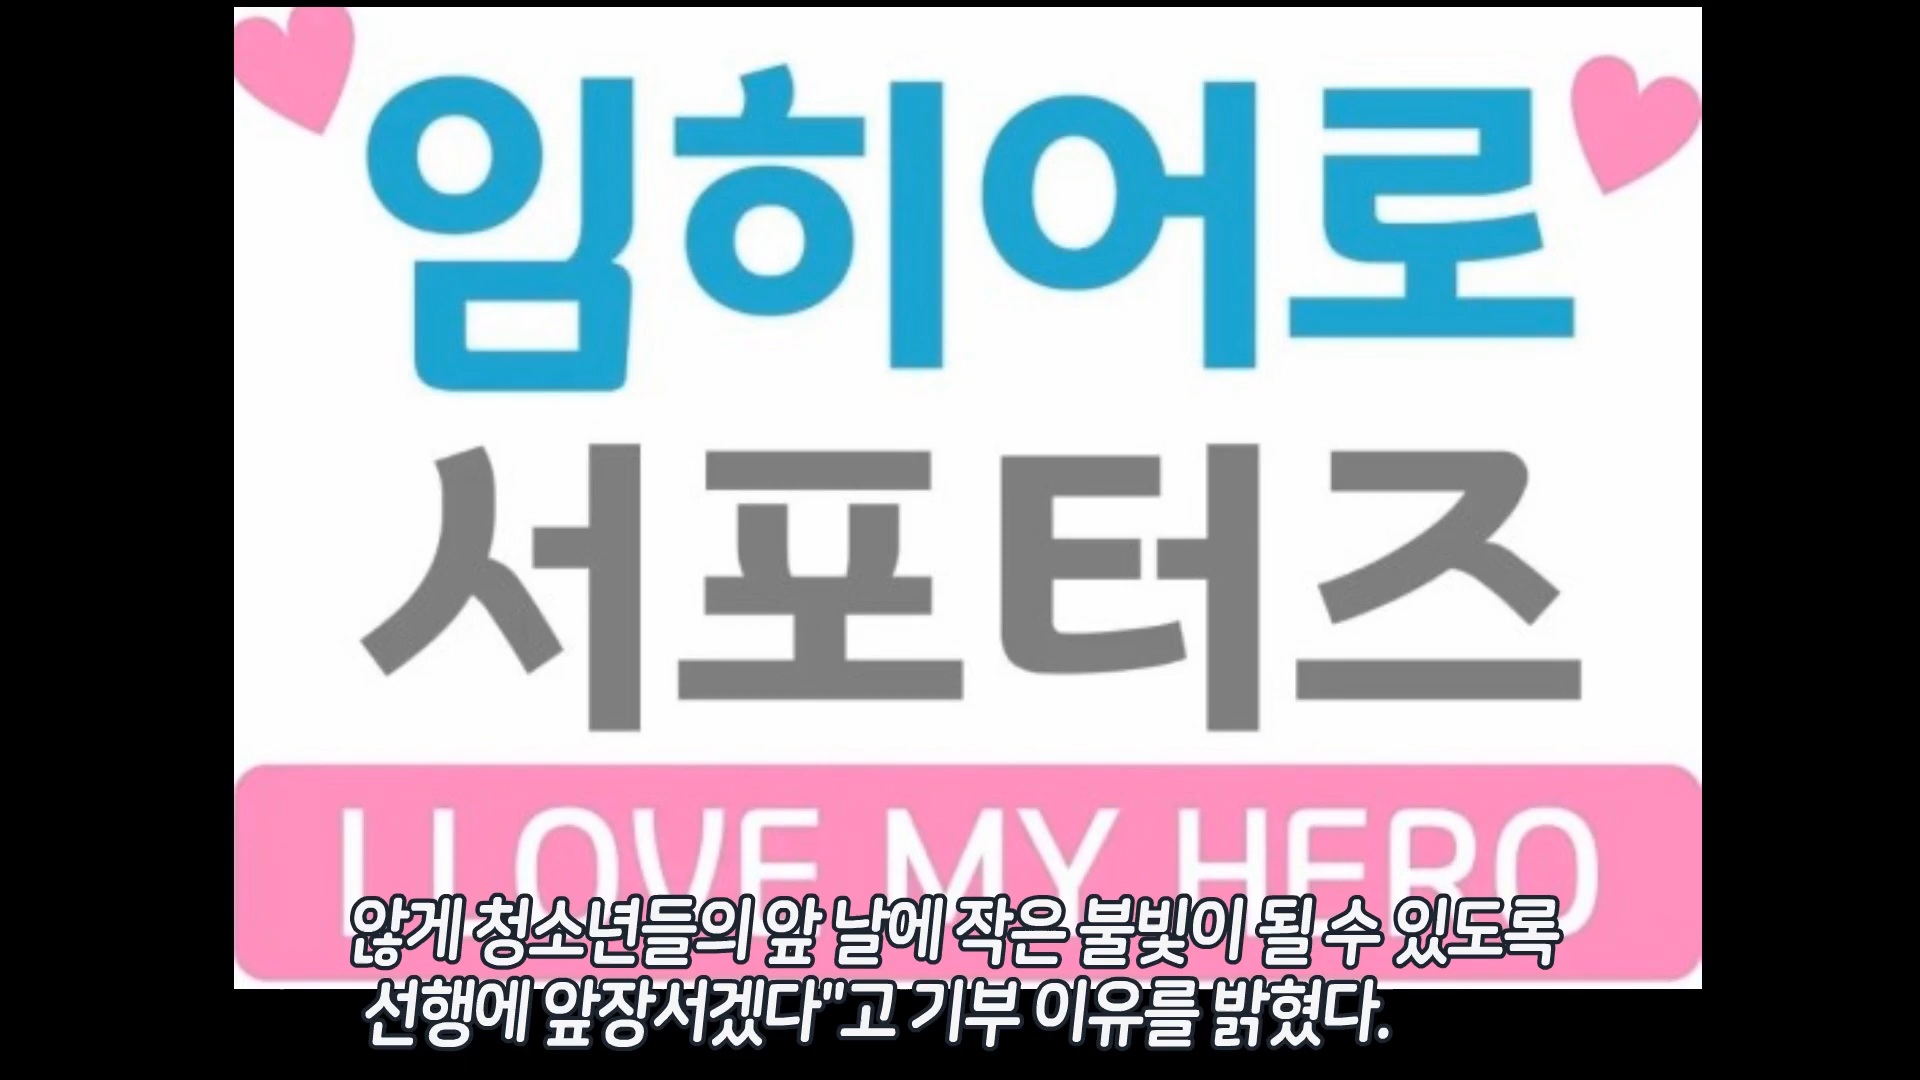 임히어로
서포터즈
I LOVE MY HERO
않게 청소년들의 앞 날에 작은 불빛이 될 수 있도록
선행에 앞장서겠다"고 기부 이유를 밝혔다.